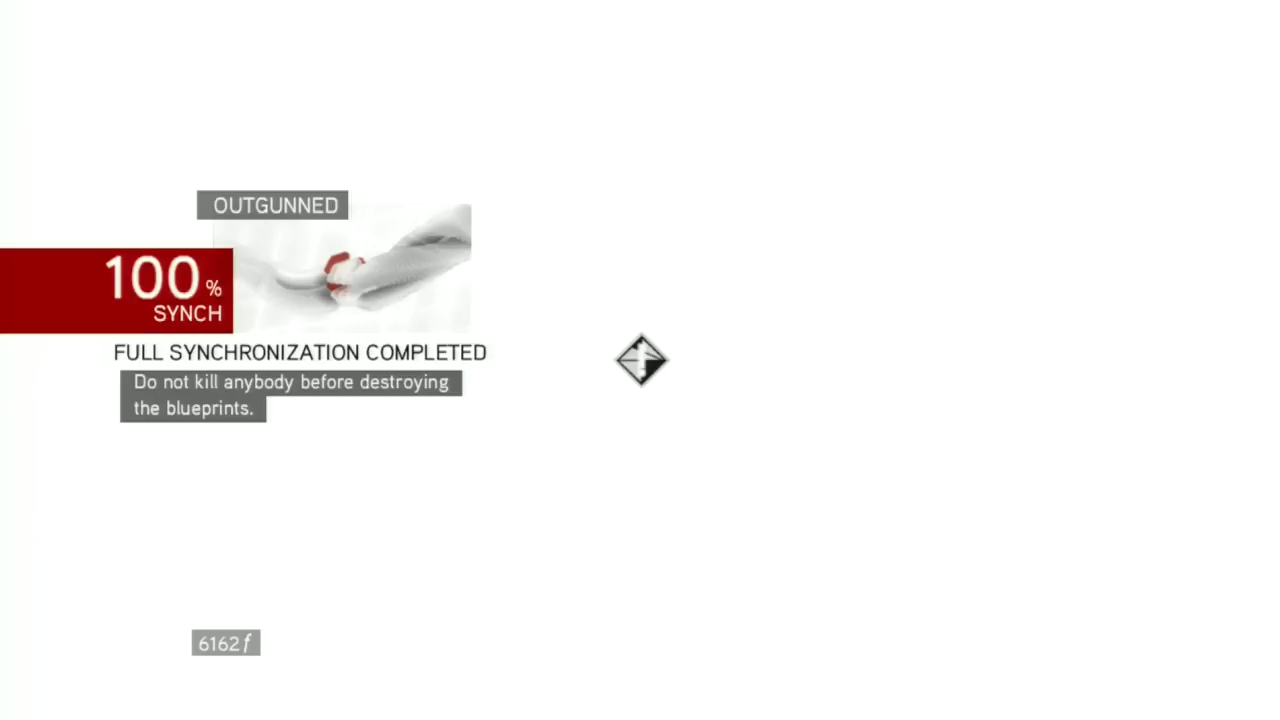 OUTGUNNED
100%
SYNCH
FULL SYNCHRONIZATION COMPLETED
Do not kill anybody before destroying
the blueprints.
6162 ƒ